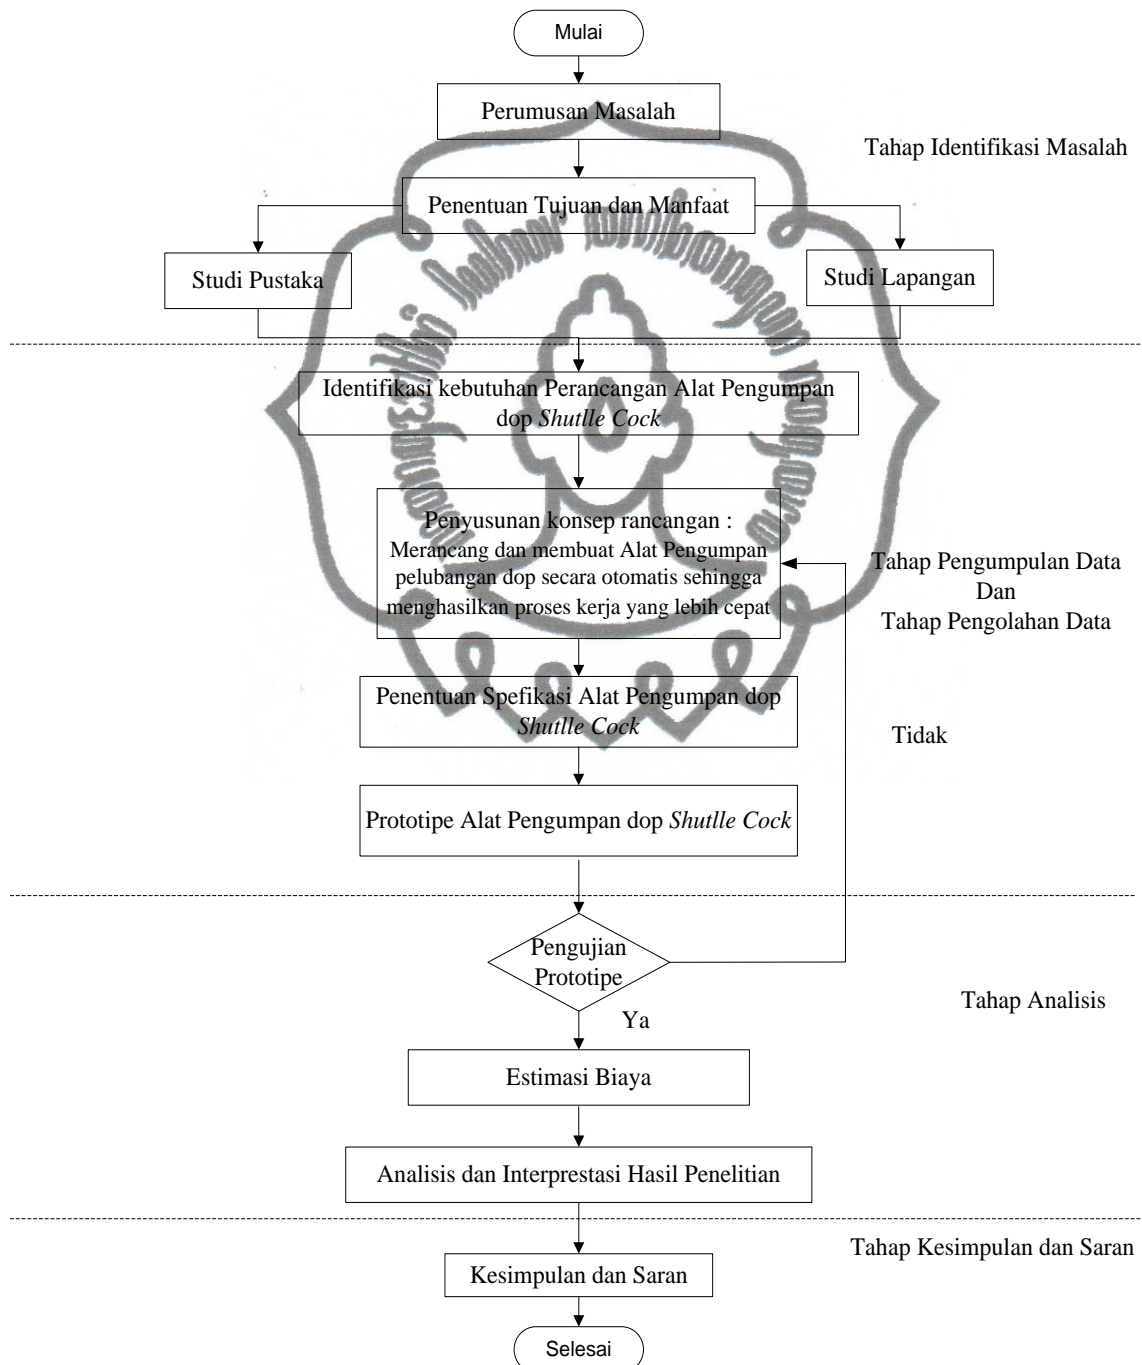 Mulai
Perumusan Masalah
Tahap Identifikasi Masalah
Penentuan Tujuan dan Manfaat
Studi Pustaka
Studi Lapangan
Identifikasi kebutuhan Perancangan Alat Pengumpan
dop Shutlle Cock
Penyusunan konsep rancangan :
Merancang dan membuat Alat Pengumpan
pelubangan dop secara otomatis sehingga
menghasilkan proses kerja yang lebih cepat
Tahap Pengumpulan Data
Dan
Tahap Pengolahan Data
Penentuan Spefikasi Alat Pengumpan dop
Shutlle Cock
Tidak
Prototipe Alat Pengumpan dop Shutlle Cock
Pengujian
Prototipe
Tahap Analisis
Ya
Estimasi Biaya
Analisis dan Interprestasi Hasil Penelitian
Tahap Kesimpulan dan Saran
Kesimpulan dan Saran
Selesai